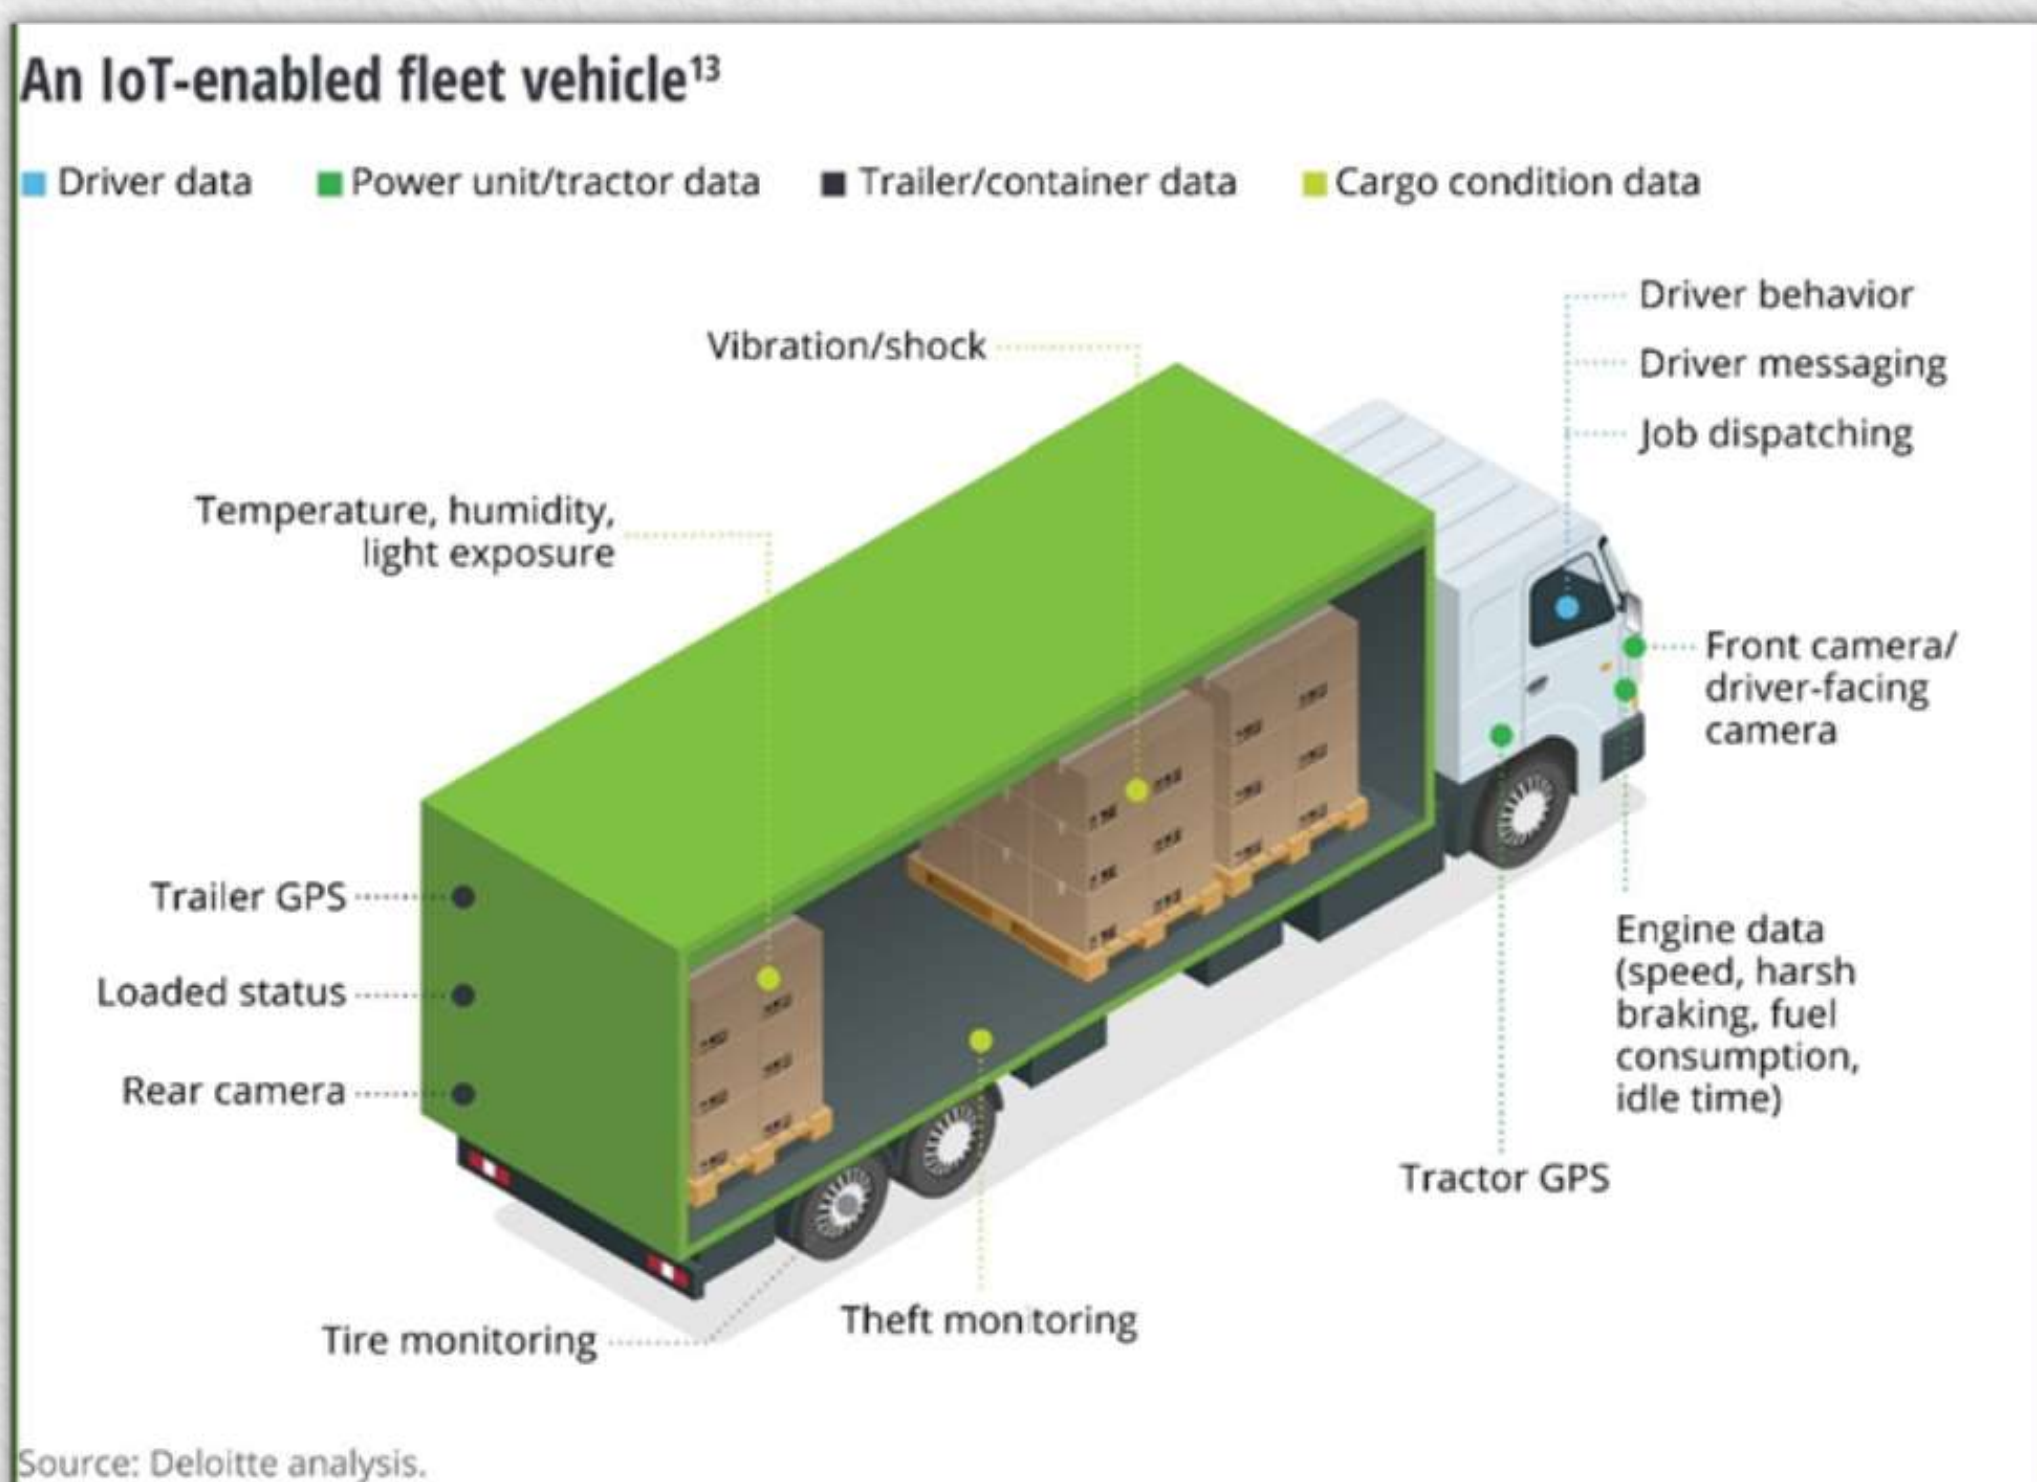 An IoT-enabled fleet vehicle¹³
Driver data
Power unit/tractor data
Trailer/container data
Cargo condition data
Driver behavior
Driver messaging
Job dispatching
Vibration/shock
Temperature, humidity,
light exposure
Front camera/
driver-facing
camera
Trailer GPS
Loaded status
Rear camera
Engine data
(speed, harsh
braking, fuel
consumption,
idle time)
Tractor GPS
Theft monitoring
Tire monitoring
Source: Deloitte analysis.